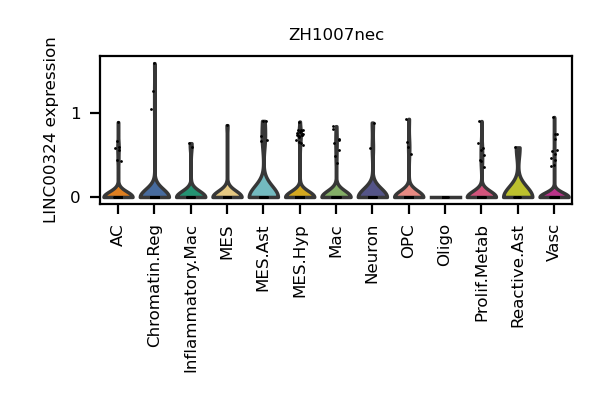 ZH1007nec
LINC00324 expression
1
0
AC
Chromatin.Reg
Inflammatory.Mac
MES
MES.Ast
MES.Hyp
Mac
Neuron
OPC
Oligo
Prolif.Metab
Reactive.Ast
Vasc